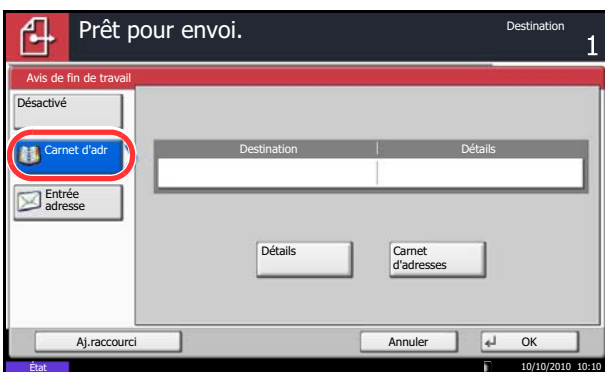 Prêt pour envoi.
Destination
1
Avis de fin de travail
Désactivé
Carnet d'adr
Entrée
adresse
Destination
Détails
Détails
Carnet
d'adresses
Aj.raccourci
Annuler
OK
État
10/10/2010 10:10